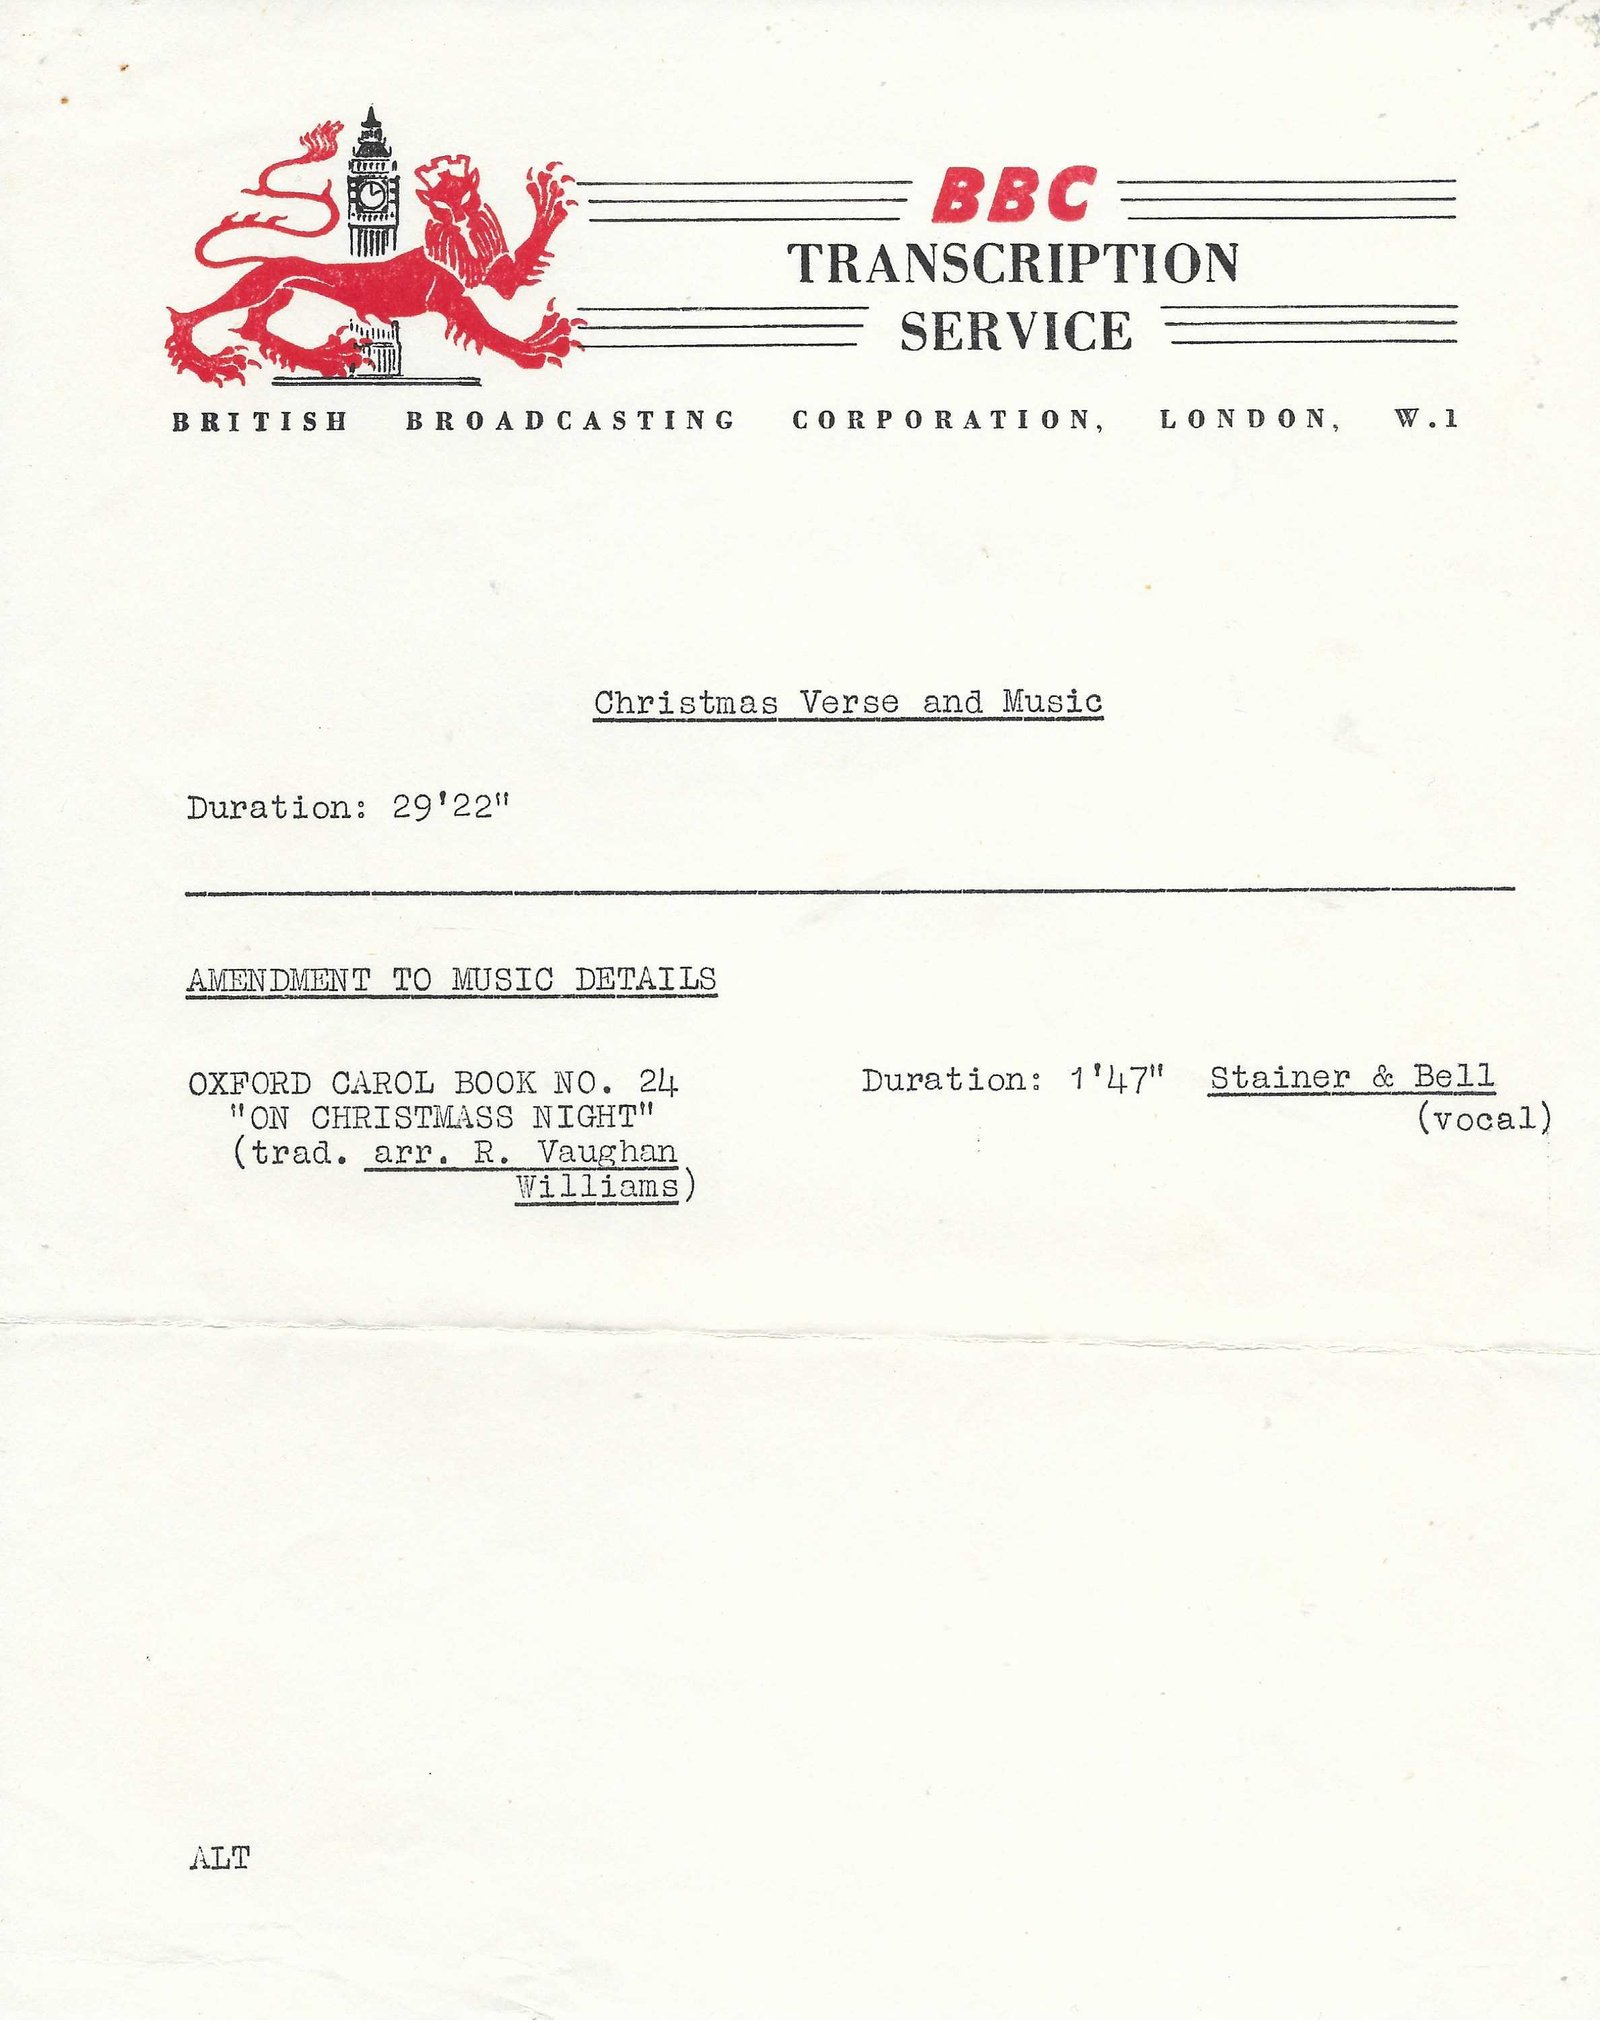 BBC
TRANSCRIPTION
SERVICE
BRITISH BROADCASTING CORPORATION, LONDON, W.1
Christmas Verse and Music
Duration: 29'22"
AMENDMENT TO MUSIC DETAILS
OXFORD CAROL BOOK NO. 24 Duration: 1'47" Stainer & Bell
"ON CHRISTMASS NIGHT" (vocal)
(trad. arr. R. Vaughan
Williams)
ALT